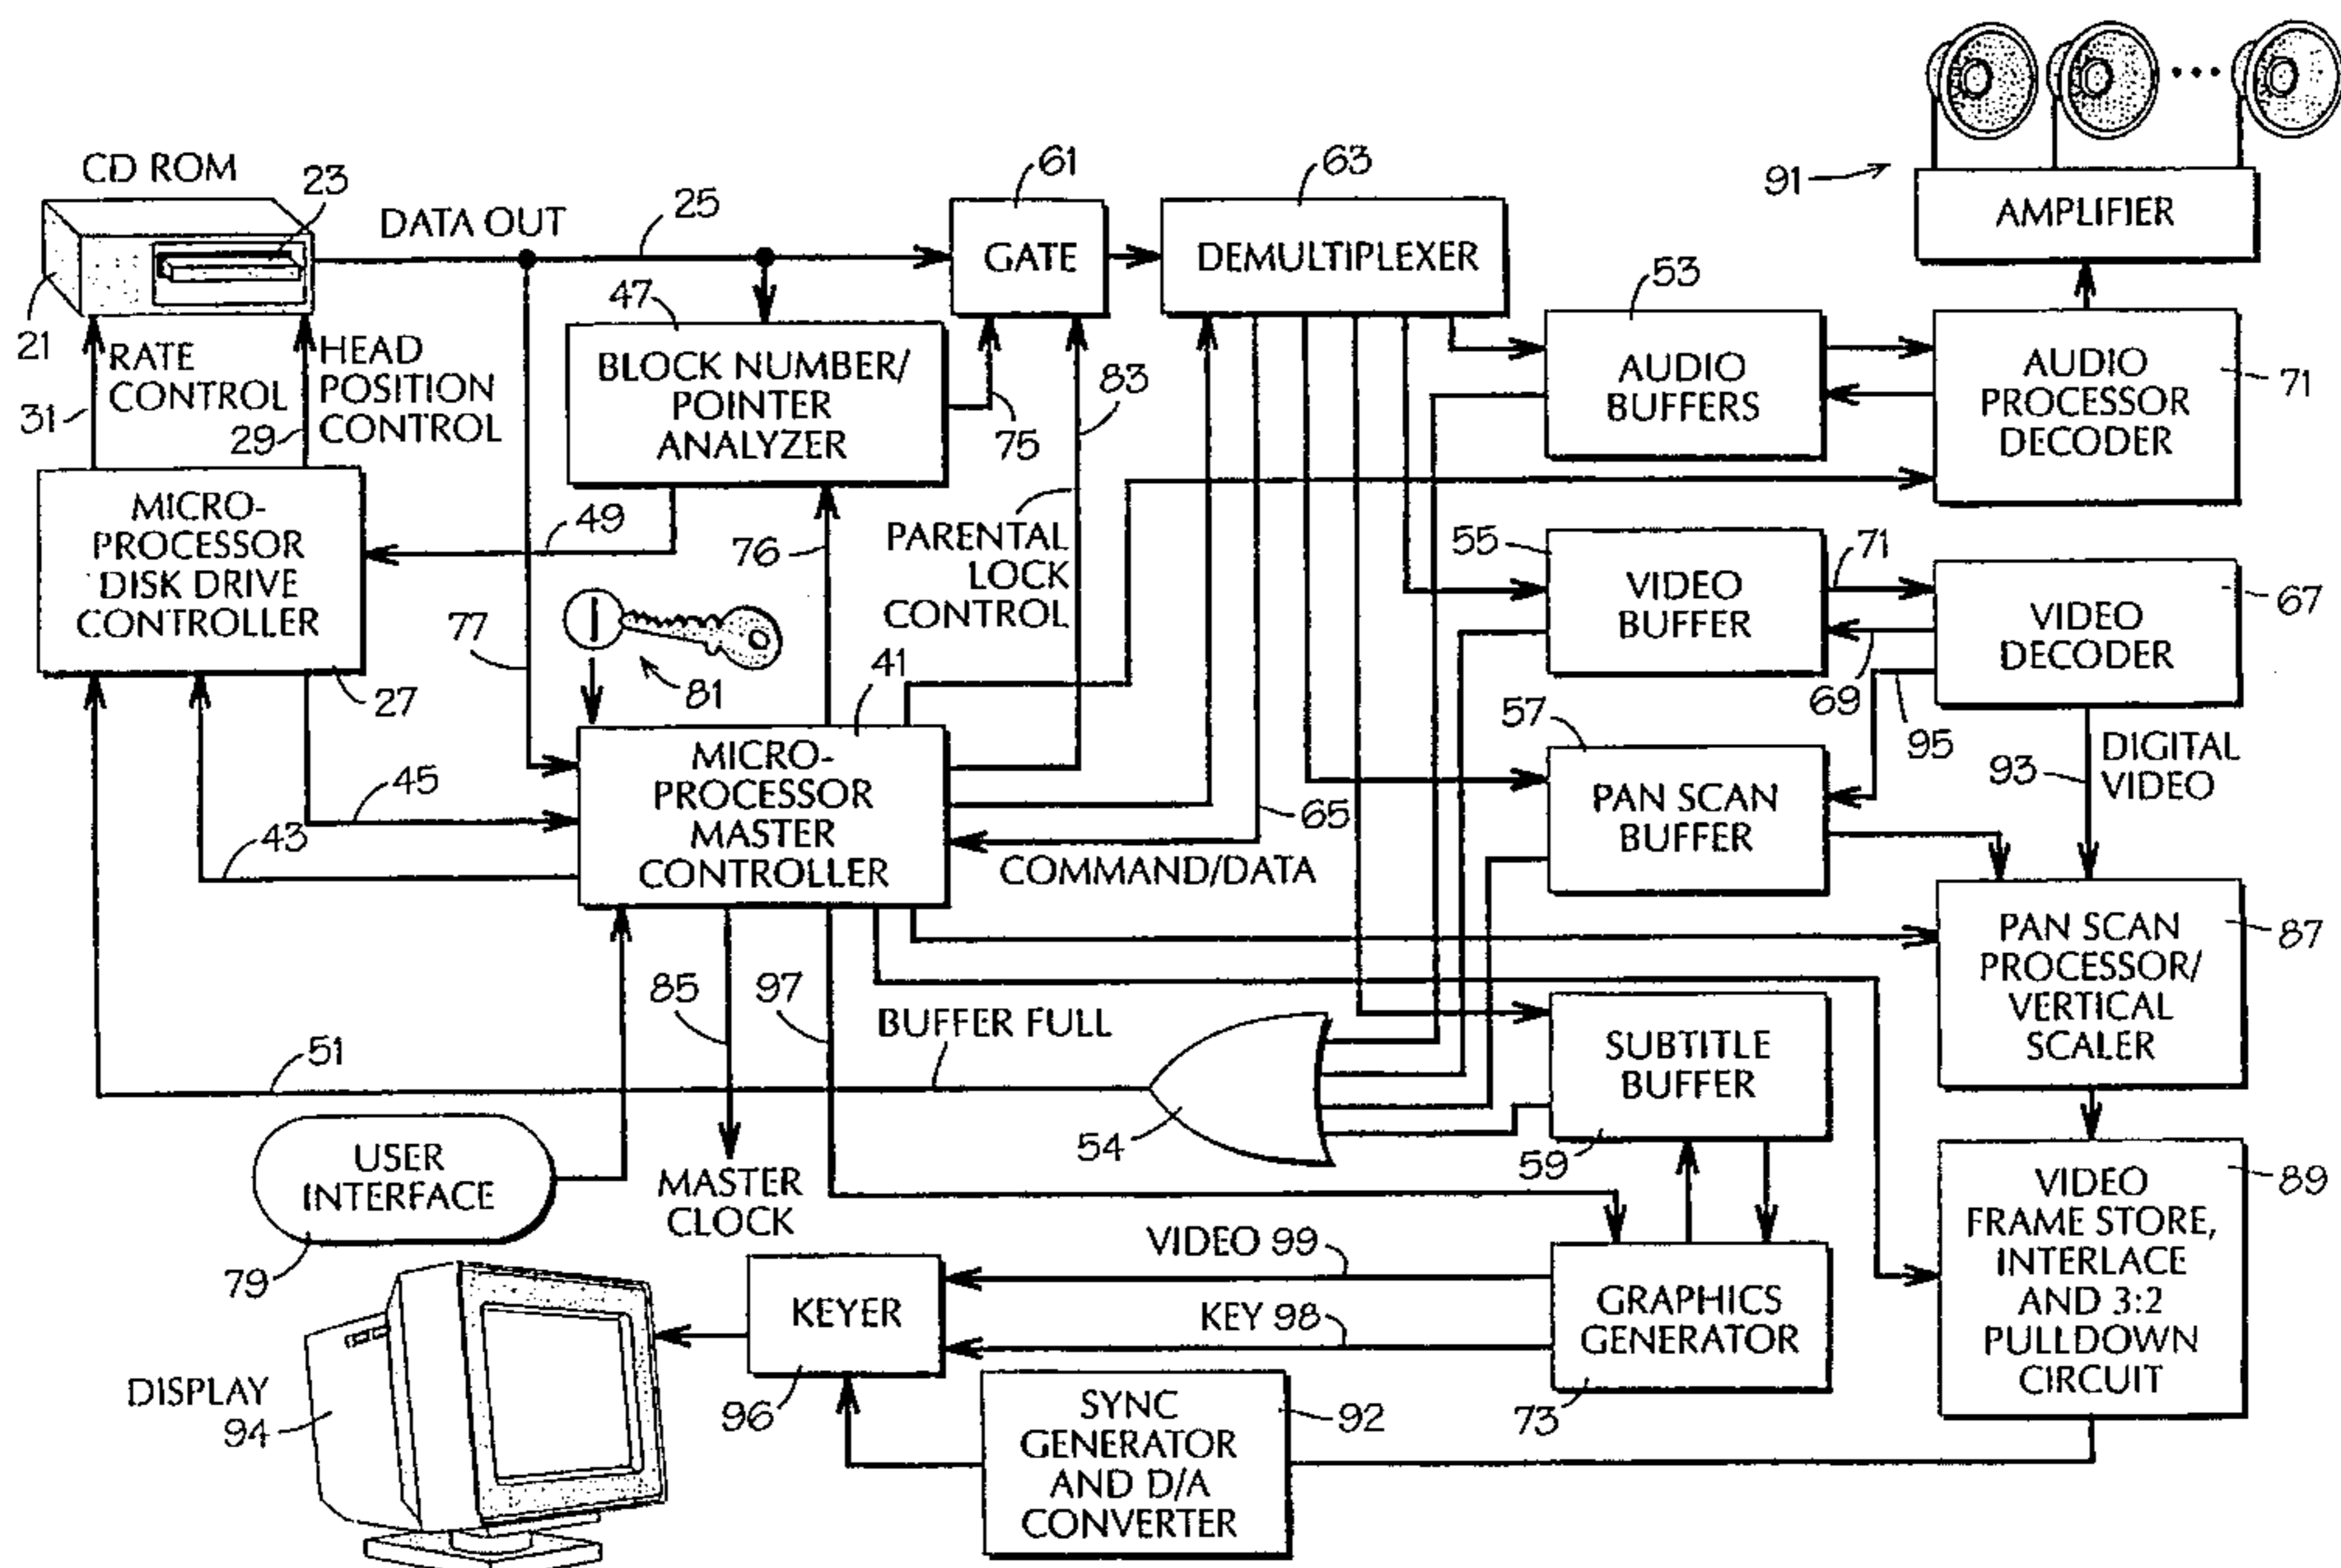 CD ROM
23
21
DATA OUT
25
61
GATE
63
DEMULTIPLEXER
91
AMPLIFIER
RATE
CONTROL
31
HEAD
POSITION
CONTROL
29
47
BLOCK NUMBER/
POINTER
ANALYZER
75
83
53
AUDIO
BUFFERS
AUDIO
PROCESSOR
DECODER
71
MICRO-
PROCESSOR
DISK DRIVE
CONTROLLER
27
49
76
77
PARENTAL
LOCK
CONTROL
81
41
55
VIDEO
BUFFER
71
69
VIDEO
DECODER
67
95
93
DIGITAL
VIDEO
45
43
MICRO-
PROCESSOR
MASTER
CONTROLLER
65
COMMAND/DATA
57
PAN SCAN
BUFFER
PAN SCAN
PROCESSOR/
VERTICAL
SCALER
87
85
97
BUFFER FULL
51
54
SUBTITLE
BUFFER
59
USER
INTERFACE
79
MASTER
CLOCK
VIDEO 99
KEY 98
KEYER
96
GRAPHICS
GENERATOR
73
VIDEO
FRAME STORE,
INTERLACE
AND 3:2
PULLDOWN
CIRCUIT
89
DISPLAY
94
SYNC
GENERATOR
AND D/A
CONVERTER
92